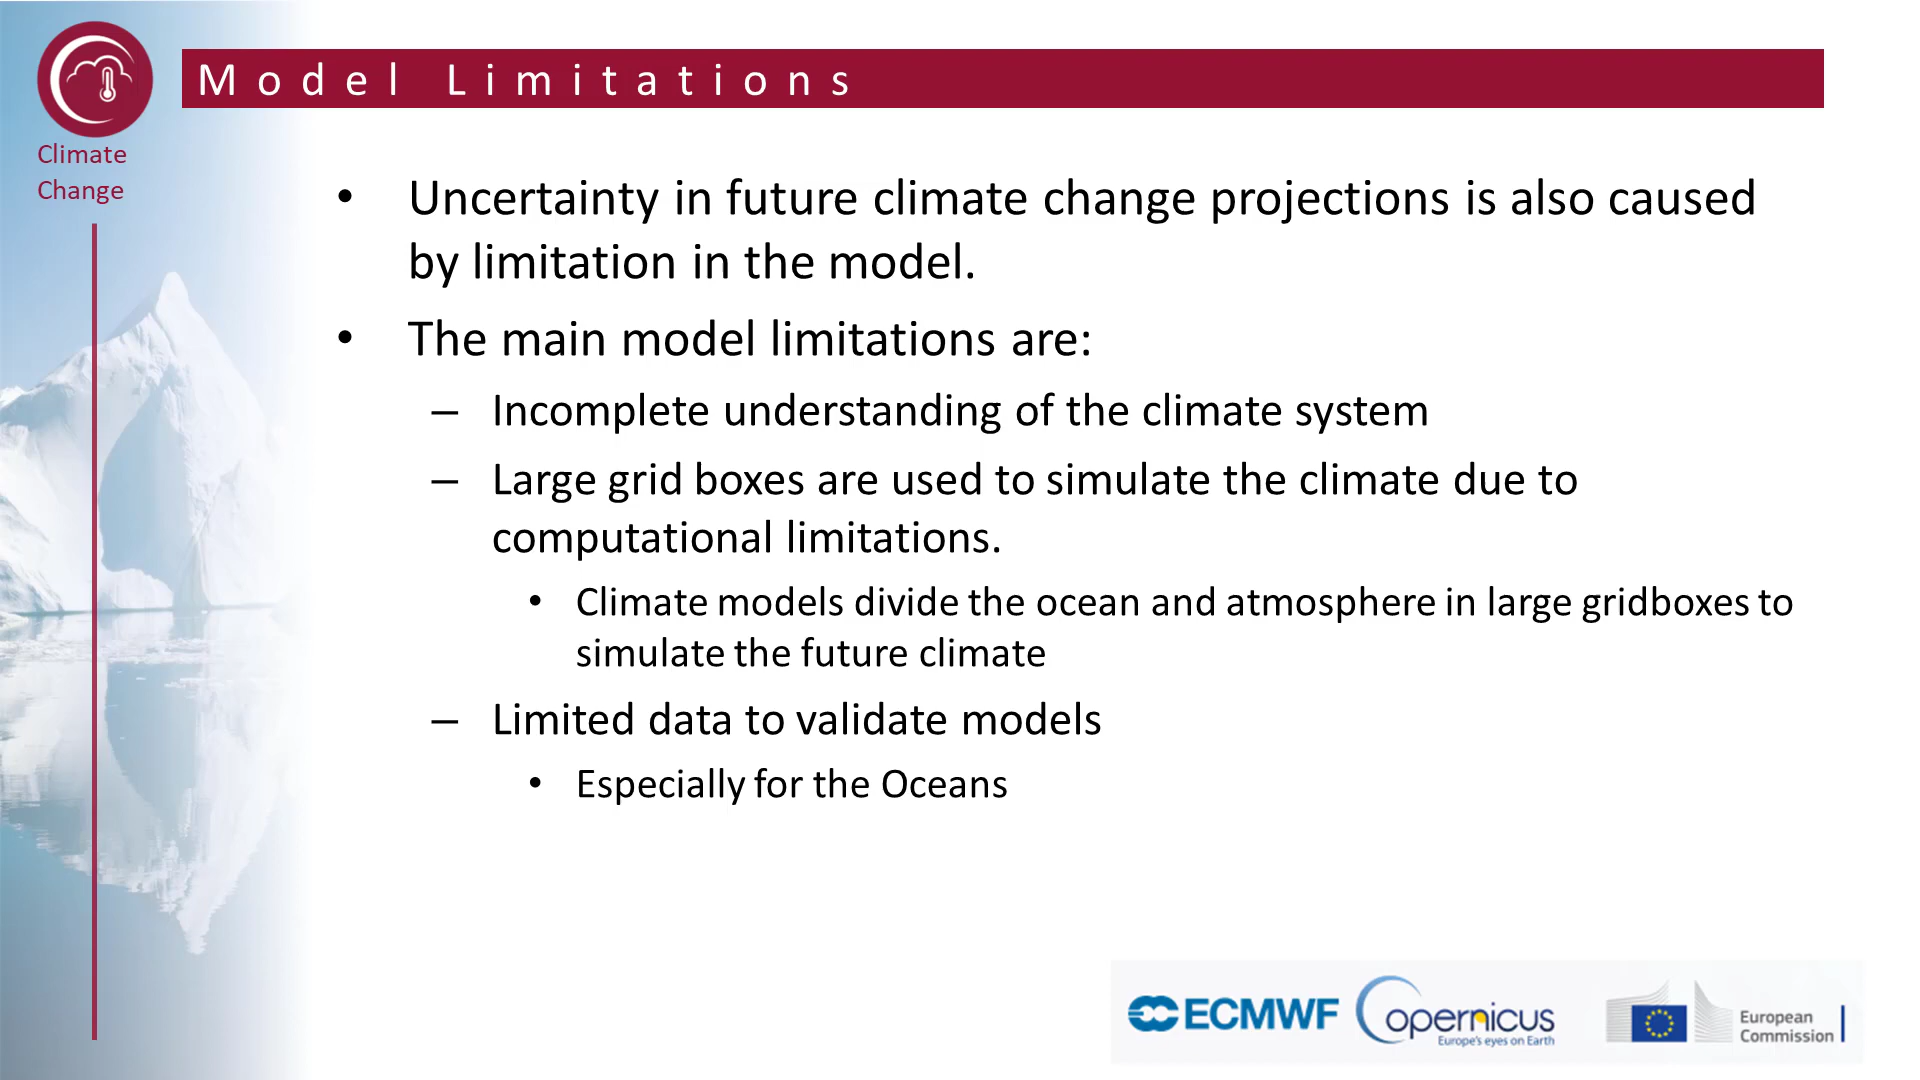 Model Limitations
Climate
Change
• Uncertainty in future climate change projections is also caused
by limitation in the model.
• The main model limitations are:
– Incomplete understanding of the climate system
– Large grid boxes are used to simulate the climate due to
computational limitations.
• Climate models divide the ocean and atmosphere in large gridboxes to
simulate the future climate
– Limited data to validate models
• Especially for the Oceans
ECMWF
Copernicus
Europe's eyes on Earth
European
Commission